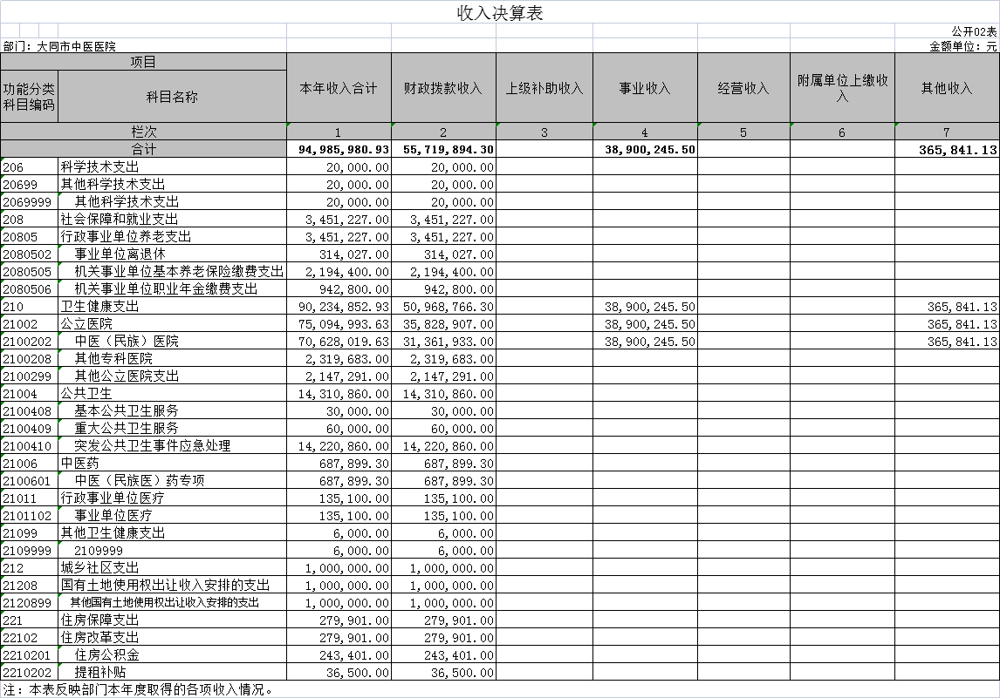 收入决算表
公开02表
部门：大同市中医医院 金额单位：元
项目 本年收入合计 财政拨款收入 上级补助收入 事业收入 经营收入 附属单位上缴收入 其他收入
功能分类科目编码 科目名称
栏次 1 2 3 4 5 6 7
合计 94,985,980.93 55,719,894.30 38,900,245.50 365,841.13
206 科学技术支出 20,000.00 20,000.00
20699 其他科学技术支出 20,000.00 20,000.00
2069999 其他科学技术支出 20,000.00 20,000.00
208 社会保障和就业支出 3,451,227.00 3,451,227.00
20805 行政事业单位养老支出 3,451,227.00 3,451,227.00
2080502 事业单位离退休 314,027.00 314,027.00
2080505 机关事业单位基本养老保险缴费支出 2,194,400.00 2,194,400.00
2080506 机关事业单位职业年金缴费支出 942,800.00 942,800.00
210 卫生健康支出 90,234,852.93 50,968,766.30 38,900,245.50 365,841.13
21002 公立医院 75,094,993.63 35,828,907.00 38,900,245.50 365,841.13
2100202 中医（民族）医院 70,628,019.63 31,361,933.00 38,900,245.50 365,841.13
2100208 其他专科医院 2,319,683.00 2,319,683.00
2100299 其他公立医院支出 2,147,291.00 2,147,291.00
21004 公共卫生 14,310,860.00 14,310,860.00
2100408 基本公共卫生服务 30,000.00 30,000.00
2100409 重大公共卫生服务 60,000.00 60,000.00
2100410 突发公共卫生事件应急处理 14,220,860.00 14,220,860.00
21006 中医药 687,899.30 687,899.30
2100601 中医（民族医）药专项 687,899.30 687,899.30
21011 行政事业单位医疗 135,100.00 135,100.00
2101102 事业单位医疗 135,100.00 135,100.00
21099 其他卫生健康支出 6,000.00 6,000.00
2109999 2109999 6,000.00 6,000.00
212 城乡社区支出 1,000,000.00 1,000,000.00
21208 国有土地使用权出让收入安排的支出 1,000,000.00 1,000,000.00
2120899 其他国有土地使用权出让收入安排的支出 1,000,000.00 1,000,000.00
221 住房保障支出 279,901.00 279,901.00
22102 住房改革支出 279,901.00 279,901.00
2210201 住房公积金 243,401.00 243,401.00
2210202 提租补贴 36,500.00 36,500.00
注：本表反映部门本年度取得的各项收入情况。